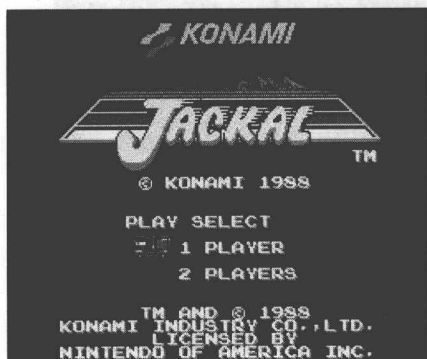 KONAMI
JACKAL
TM
© KONAMI 1988
PLAY SELECT
1 PLAYER
2 PLAYERS
TM AND © 1988
KONAMI INDUSTRY CO.,LTD.
LICENSED BY
NINTENDO OF AMERICA INC.